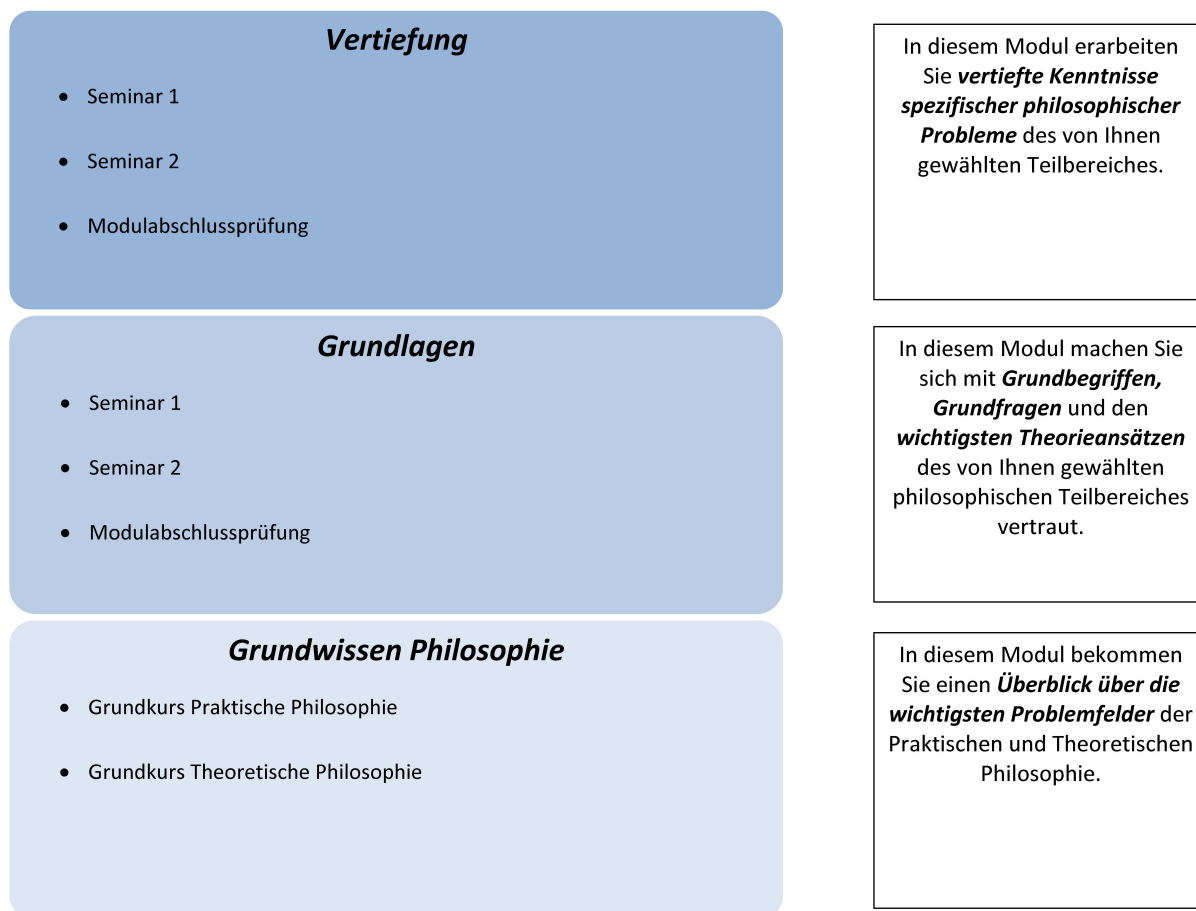 Vertiefung
• Seminar 1
• Seminar 2
• Modulabschlussprüfung
In diesem Modul erarbeiten
Sie vertiefte Kenntnisse
spezifischer philosophischer
Probleme des von Ihnen
gewählten Teilbereiches.
Grundlagen
• Seminar 1
• Seminar 2
• Modulabschlussprüfung
In diesem Modul machen Sie
sich mit Grundbegriffen,
Grundfragen und den
wichtigsten Theorieansätzen
des von Ihnen gewählten
philosophischen Teilbereiches
vertraut.
Grundwissen Philosophie
• Grundkurs Praktische Philosophie
• Grundkurs Theoretische Philosophie
In diesem Modul bekommen
Sie einen Überblick über die
wichtigsten Problemfelder der
Praktischen und Theoretischen
Philosophie.